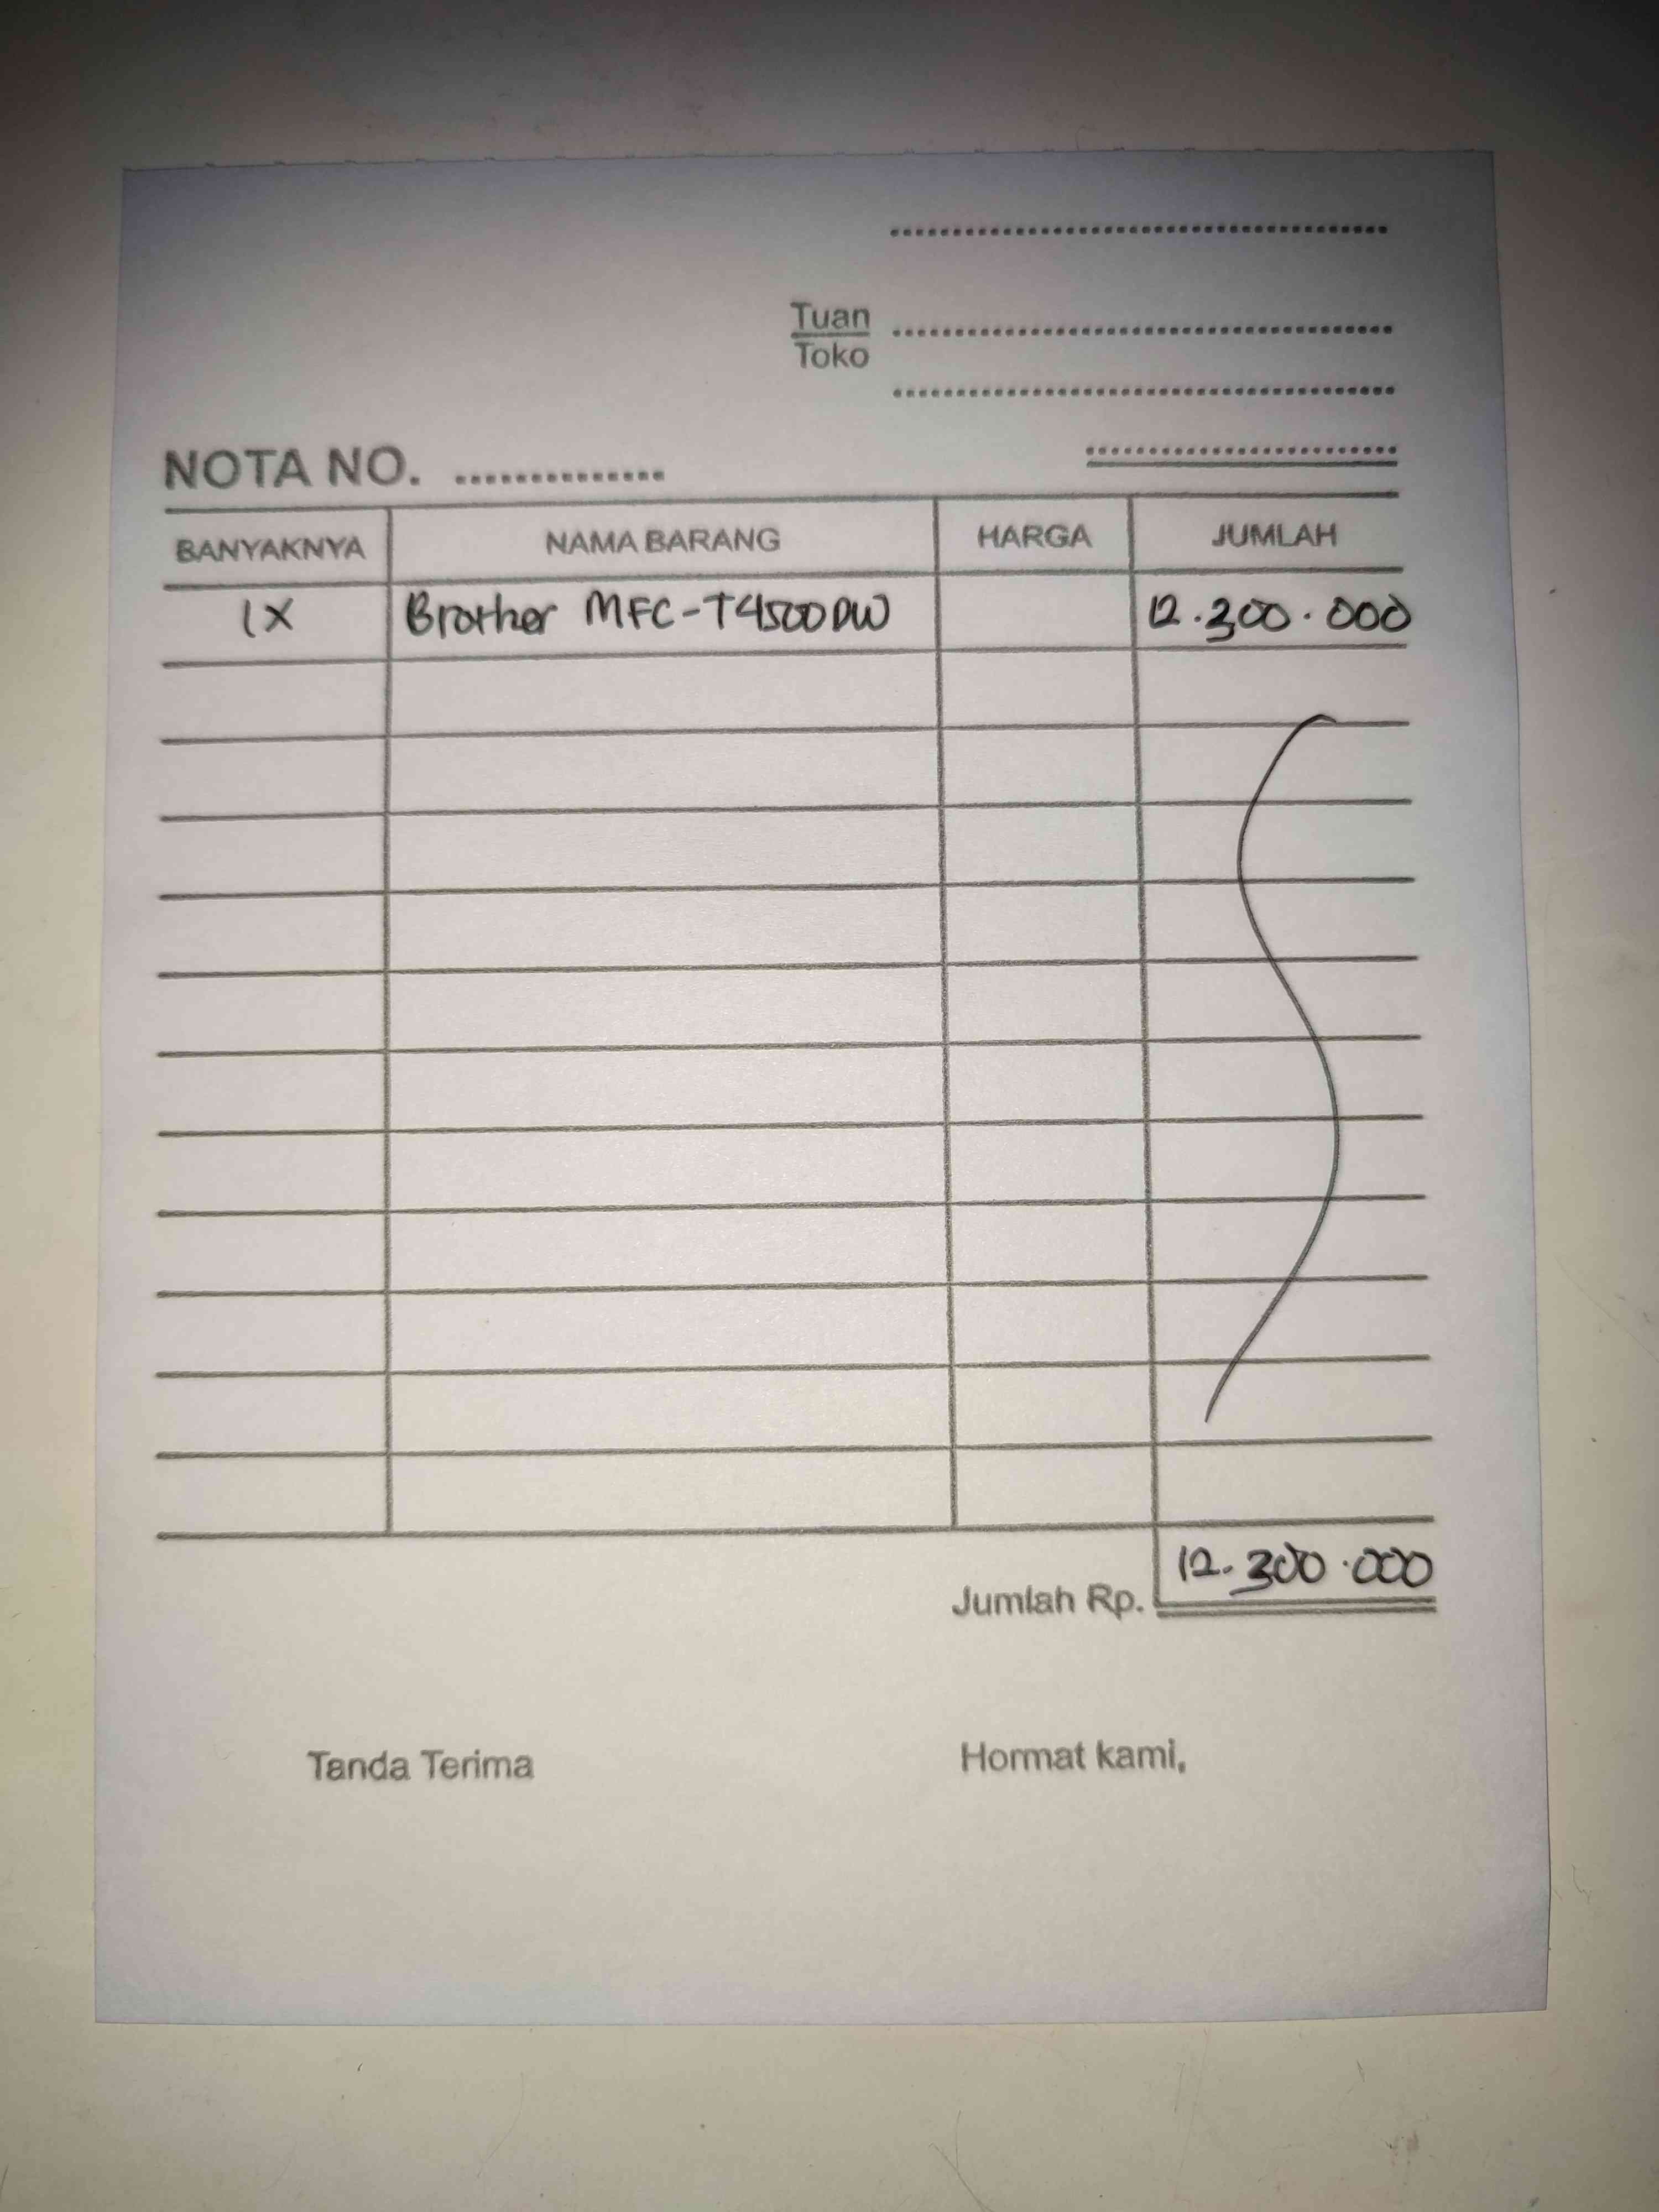 Tuan
Toko
NOTA NO.
BANYAKNYA NAMA BARANG HARGA JUMLAH
1X Brother MFC-T4500DW 12.300.000
Jumlah Rp. 12.300.000
Tanda Terima Hormat kami,